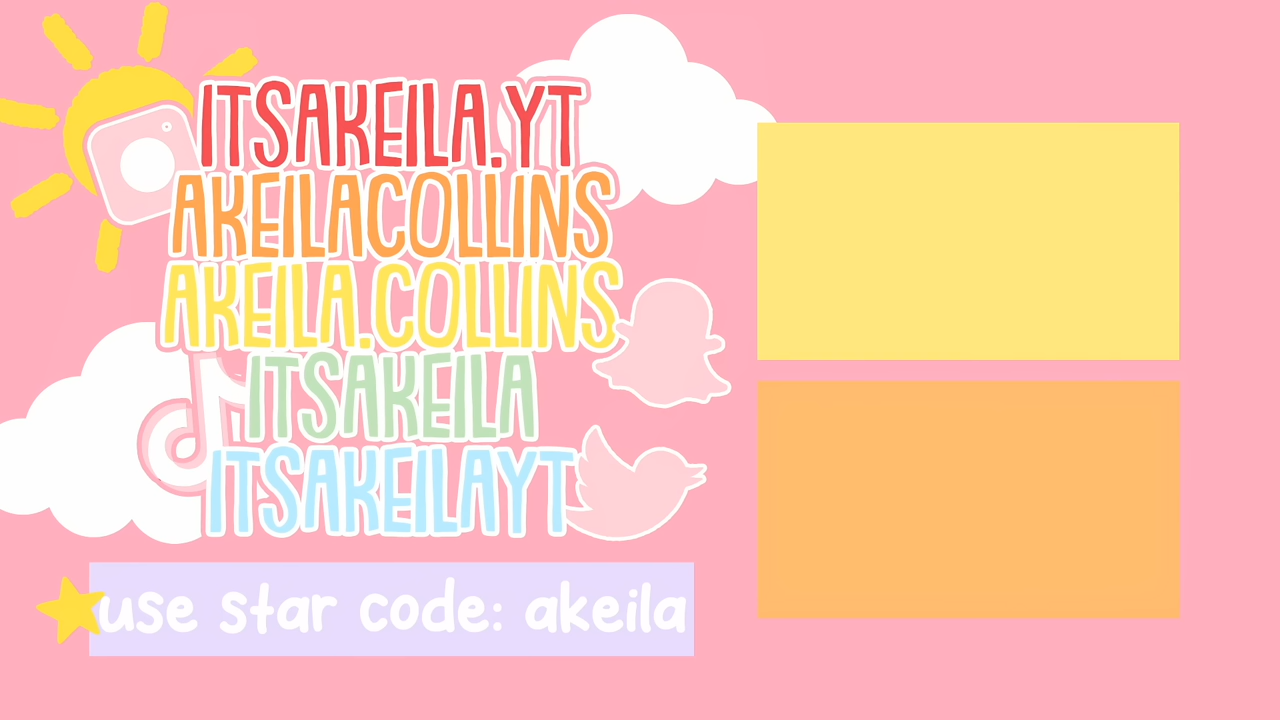 ITSAKEILA.YT
AKEILACOLLINS
AKEILA.COLLINS
ITSAKEILA
ITSAKEILAYT
use star code: akeila